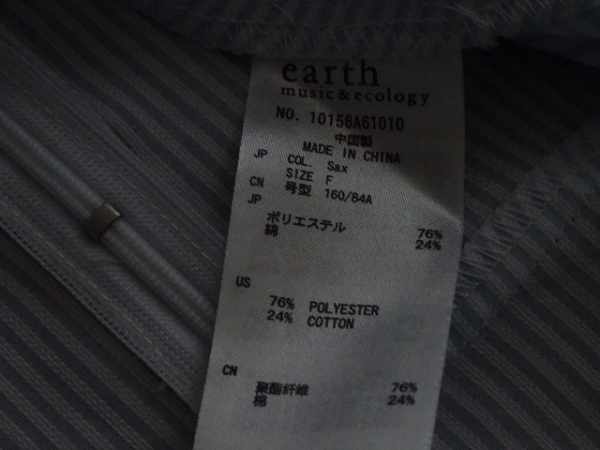 earth
music & ecology
NO. 10156A61010
中国製
MADE IN CHINA
JP COL. Sax
SIZE F
CN 号型 160/84A
JP
ポリエステル 76%
綿 24%
US
76% POLYESTER
24% COTTON
CN
聚酯纤维 76%
棉 24%